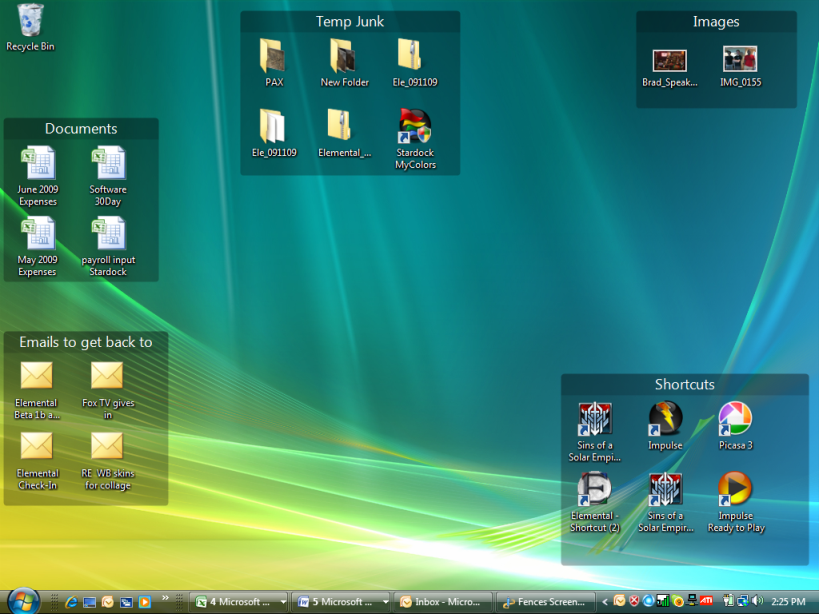 Recycle Bin
Temp Junk
PAX
New Folder
Ele_091109
Ele_091109
Elemental_...
Stardock
MyColors
Images
Brad_Speak...
IMG_0155
Documents
June 2009
Expenses
Software
30Day
May 2009
Expenses
payroll input
Stardock
Emails to get back to
Elemental
Beta 1b a...
Fox TV gives
in
Elemental
Check-In
RE_WB skins
for collage
Shortcuts
Sins of a
Solar Empi...
Impulse
Picasa 3
Elemental -
Shortcut (2)
Sins of a
Solar Empir...
Impulse
Ready to Play
4 Microsoft ...
5 Microsoft ...
Inbox - Micro...
Fences Screen...
ATI
2:25 PM